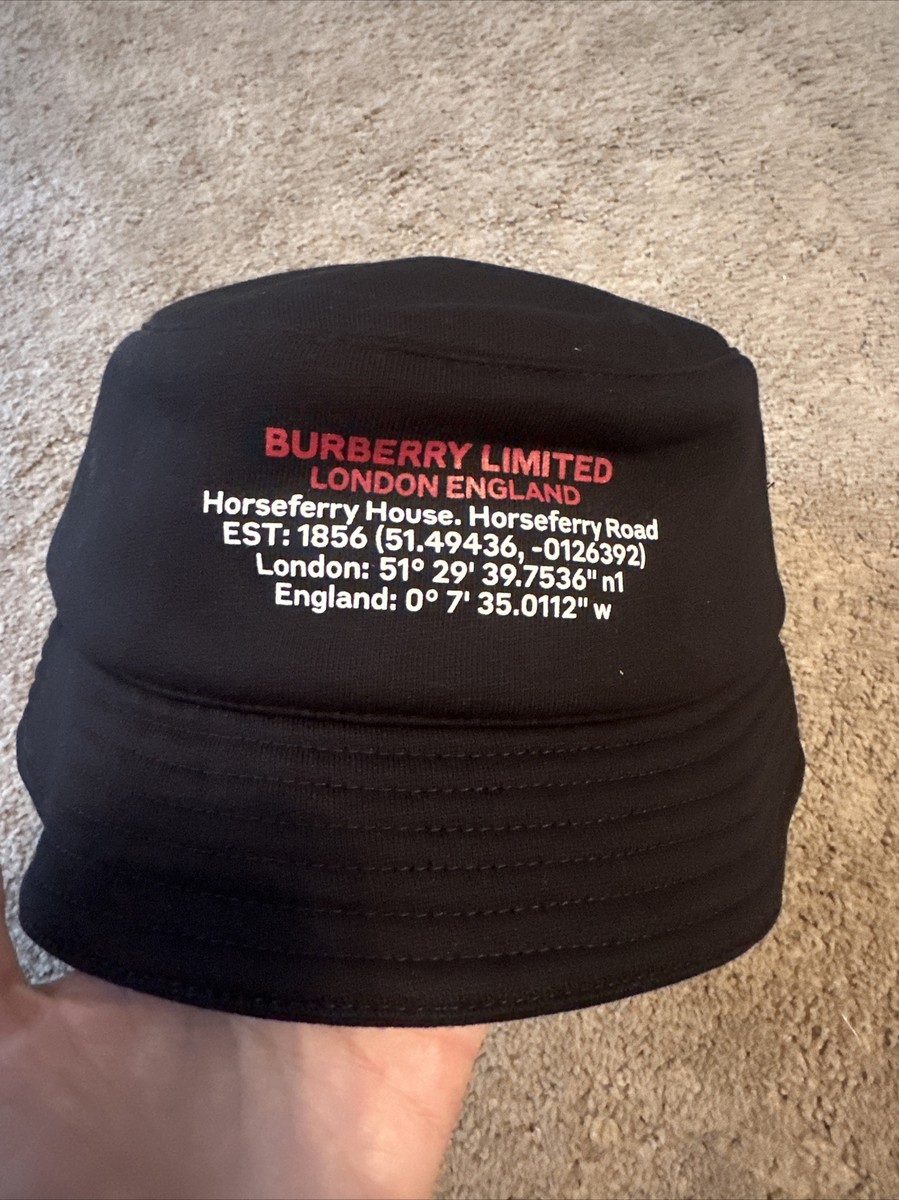 BURBERRY LIMITED
LONDON ENGLAND
Horseferry House. Horseferry Road
EST: 1856 (51.49436, -0126392)
London: 51° 29' 39.7536" n1
England: 0° 7' 35.0112" w